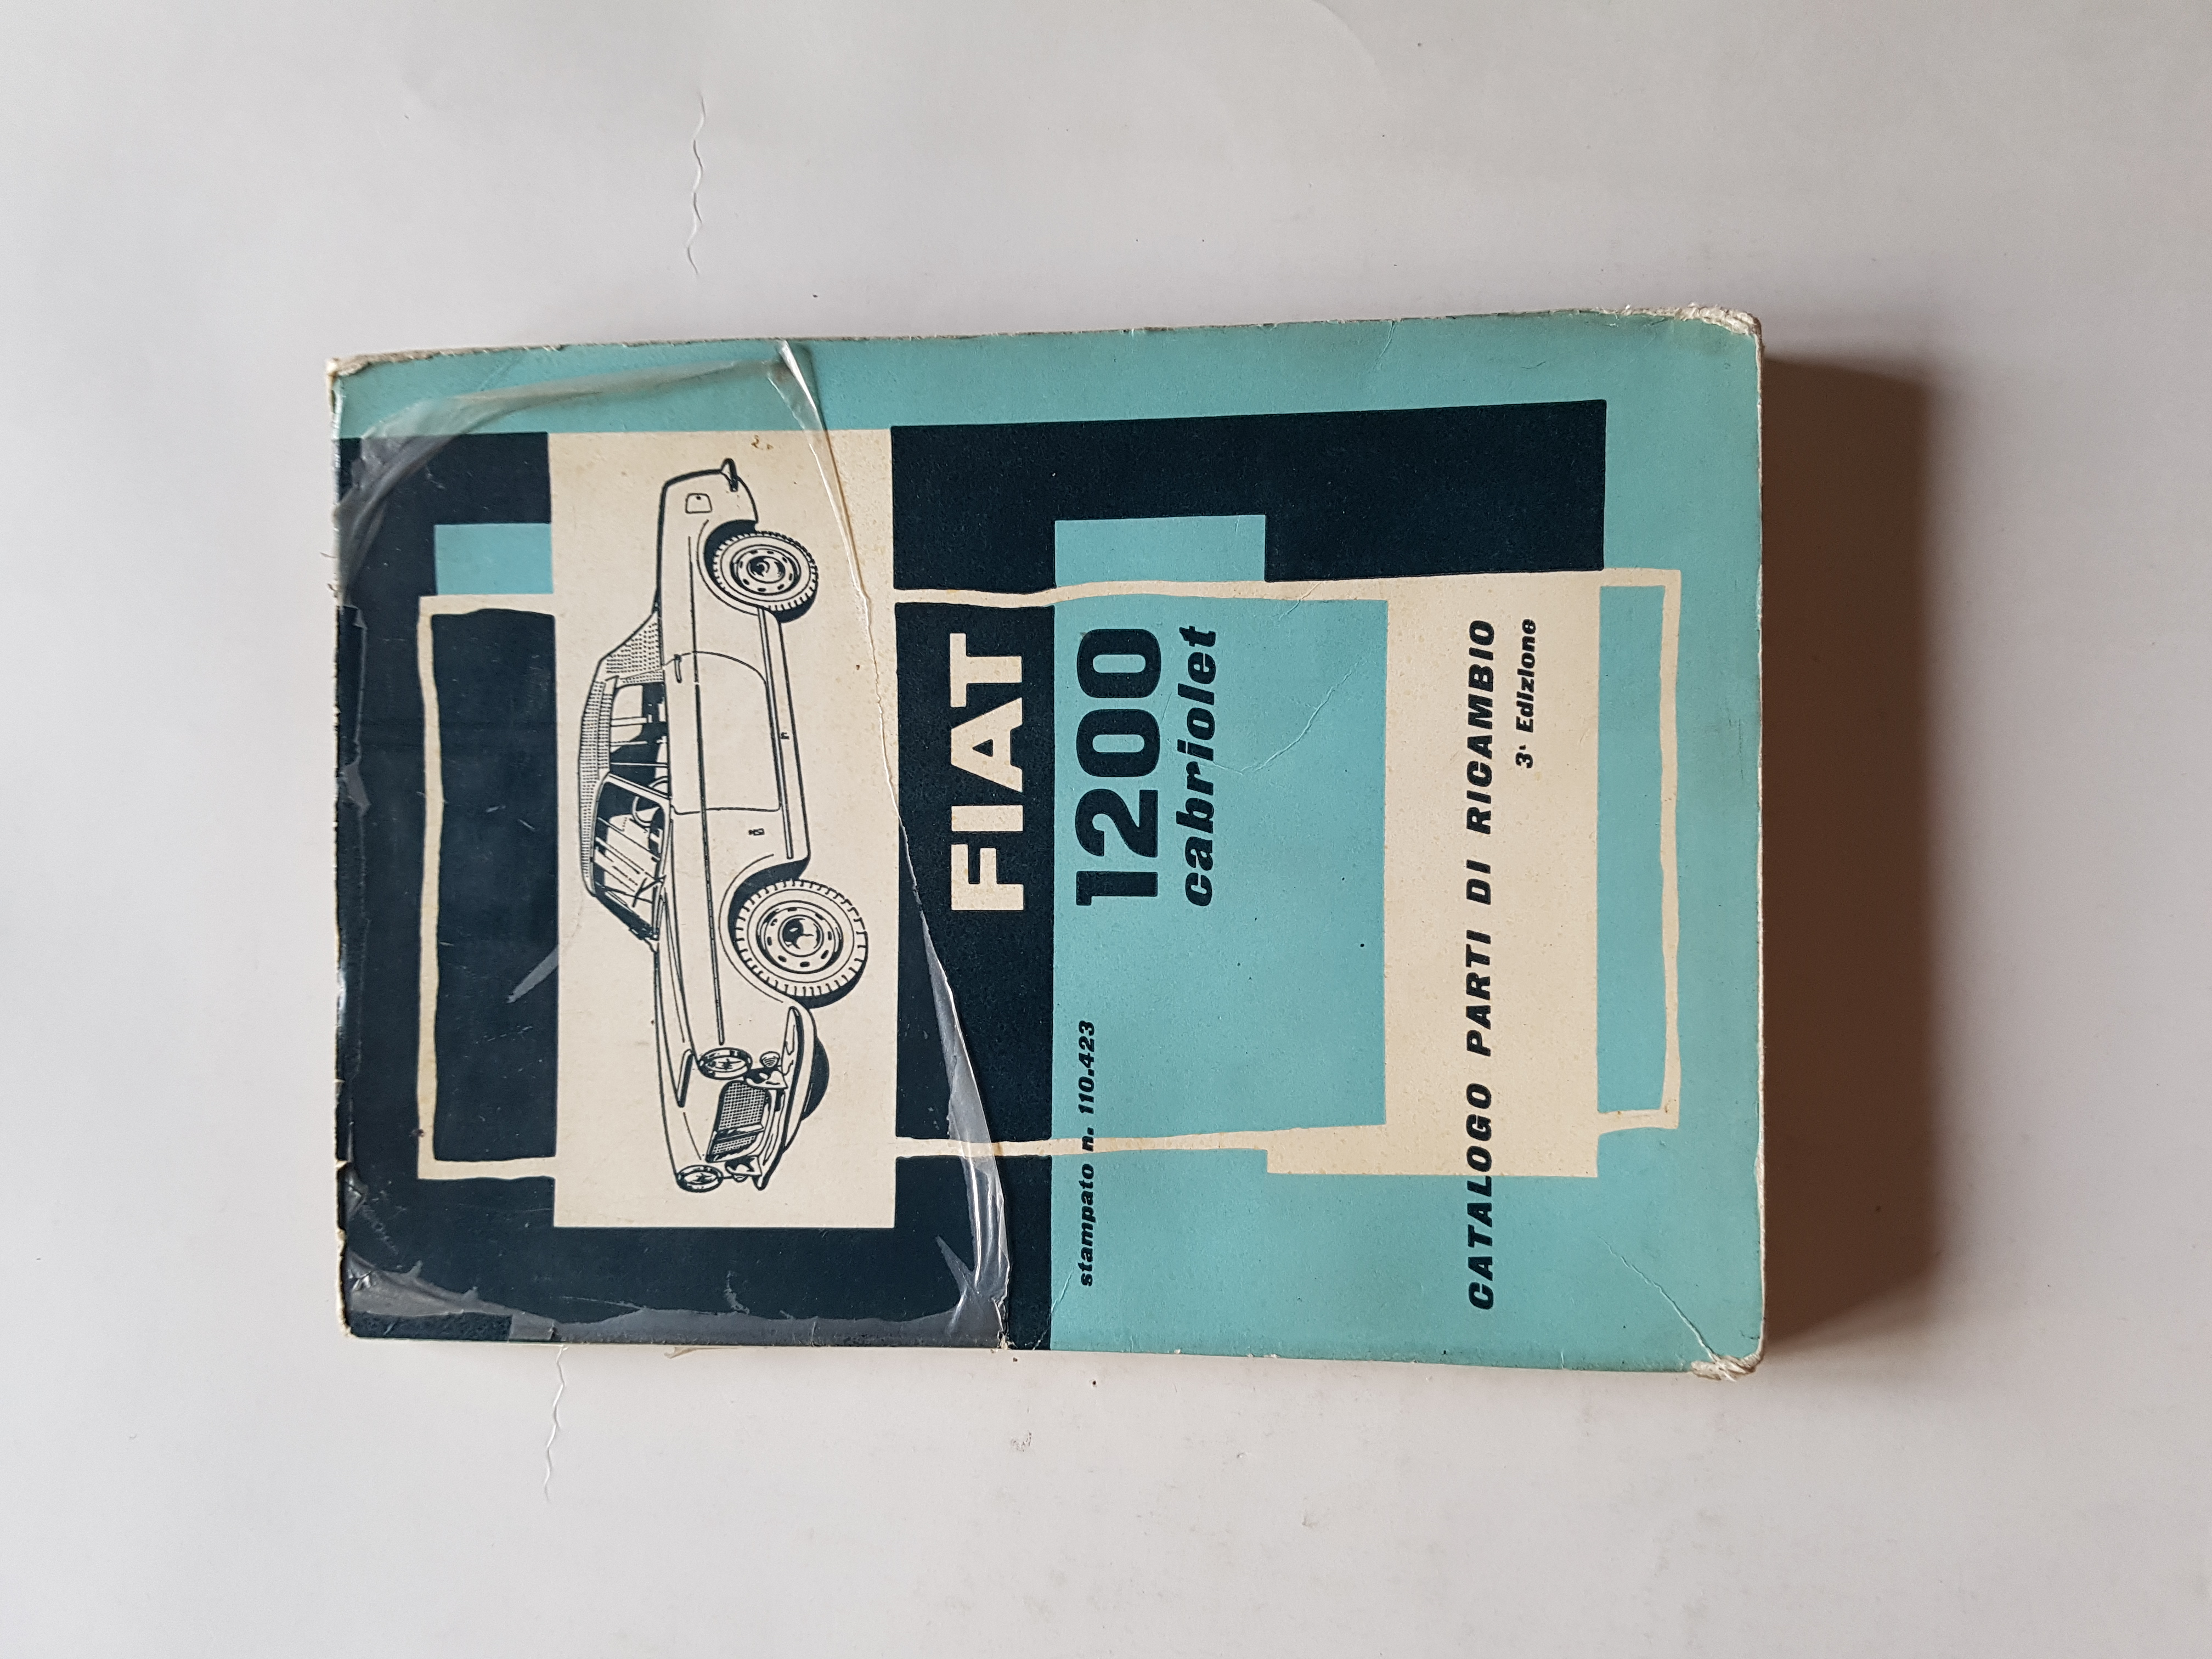 FIAT
1200
cabriolet
stampato n. 110.423
CATALOGO PARTI DI RICAMBIO
3ª Edizione